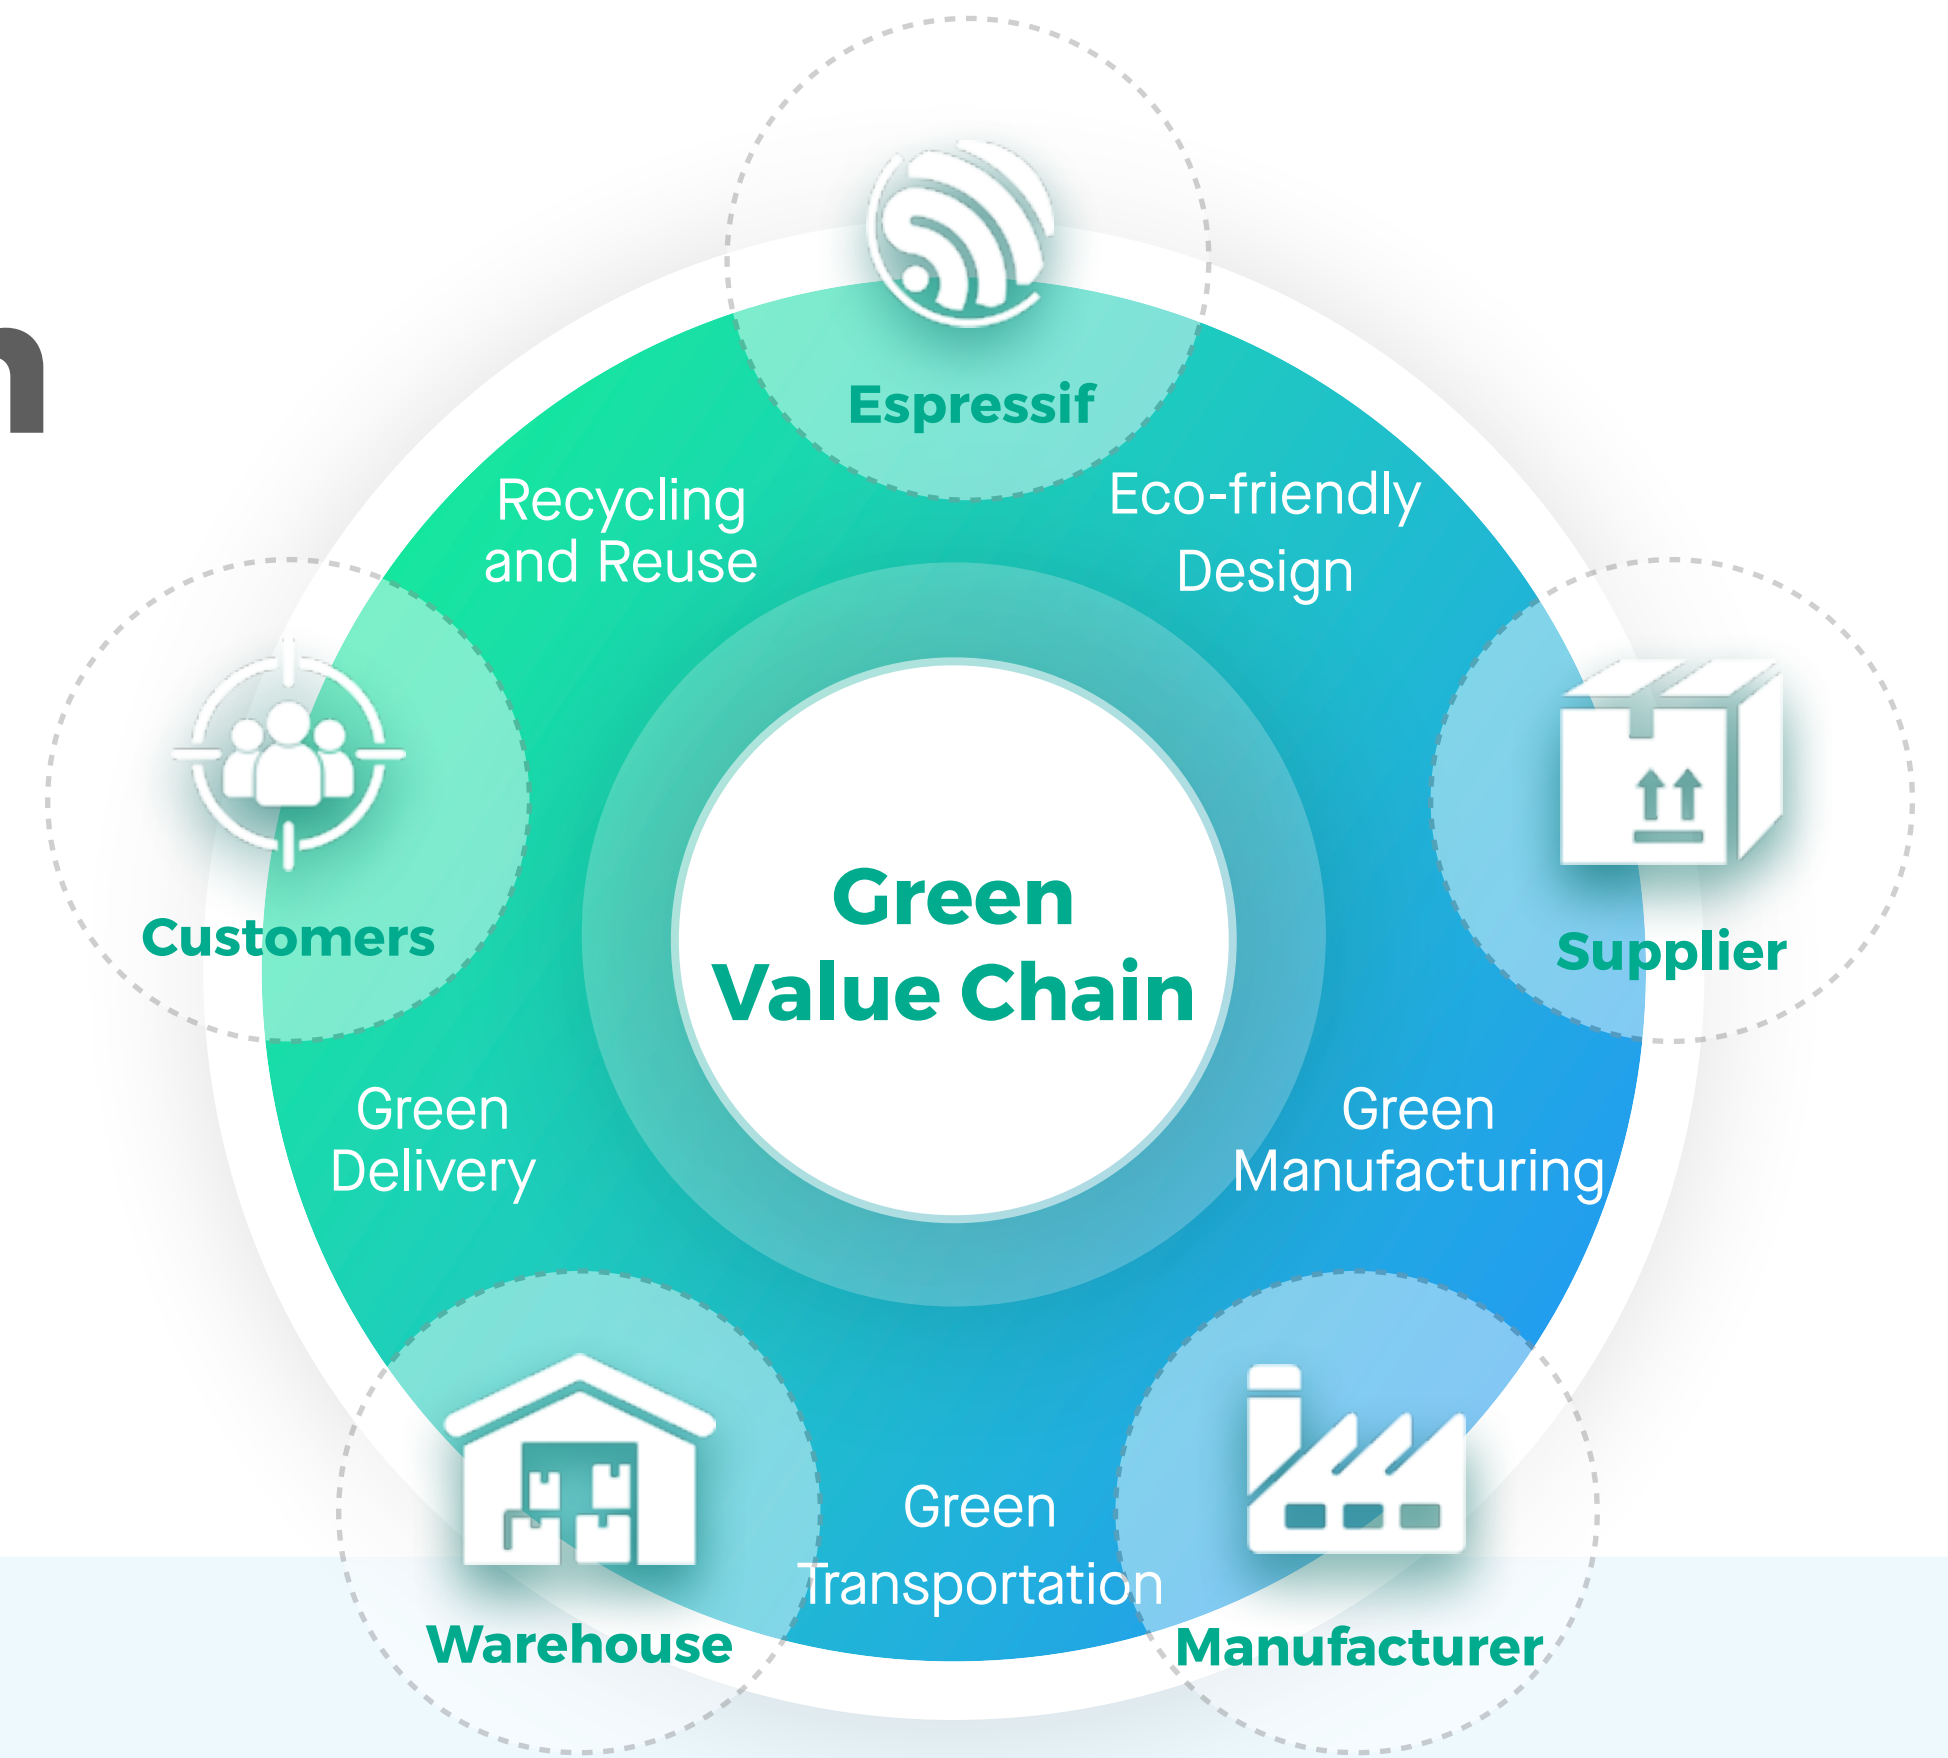 n
Espressif
Recycling
and Reuse
Eco-friendly
Design
Customers
Supplier
Green
Value Chain
Green
Delivery
Green
Manufacturing
Green
Transportation
Warehouse
Manufacturer